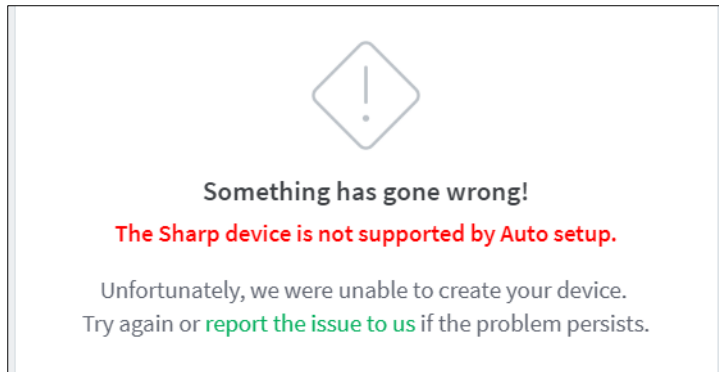 Something has gone wrong!
The Sharp device is not supported by Auto setup.
Unfortunately, we were unable to create your device.
Try again or report the issue to us if the problem persists.